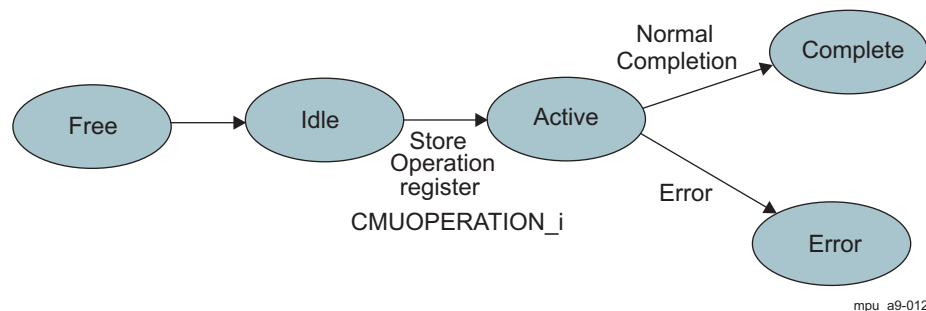 Free
Idle
Store
Operation
register
CMUOPERATION_i
Active
Normal
Completion
Complete
Error
Error
mpu_a9-012